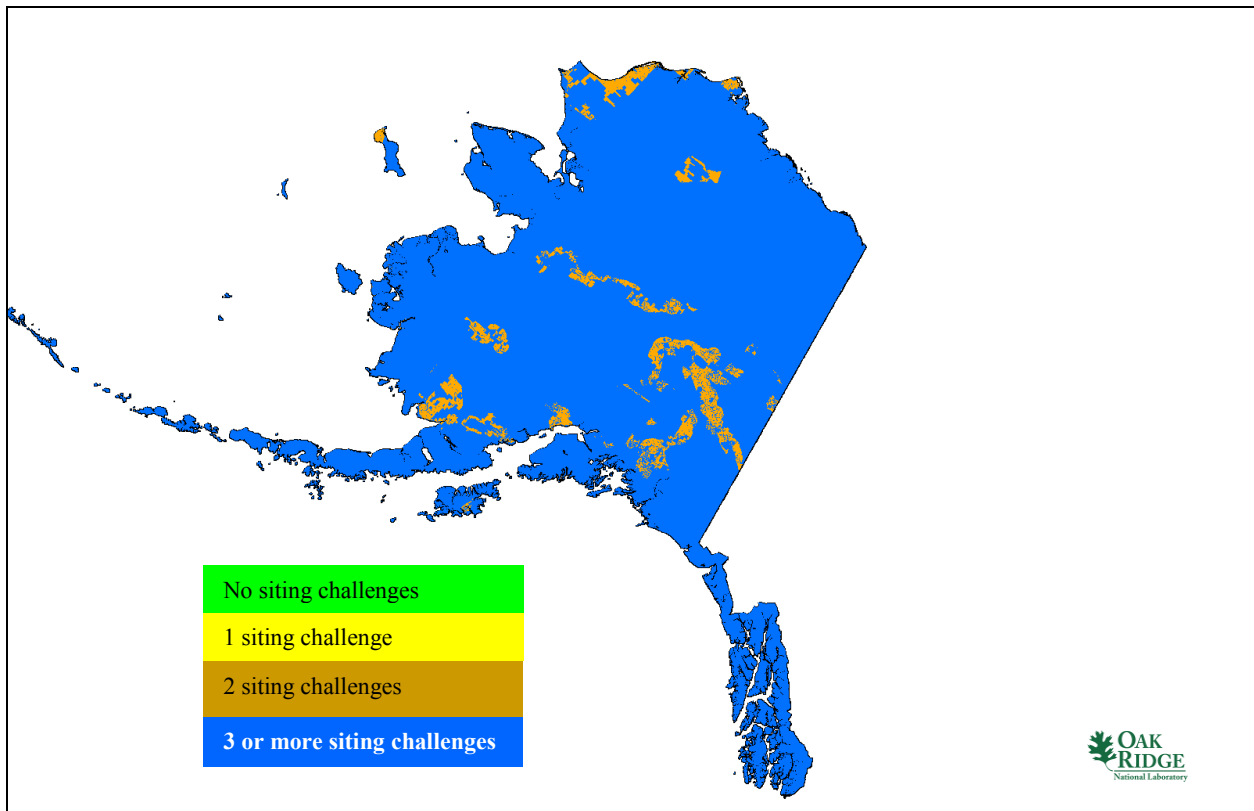 No siting challenges
1 siting challenge
2 siting challenges
3 or more siting challenges
OAK
RIDGE
National Laboratory